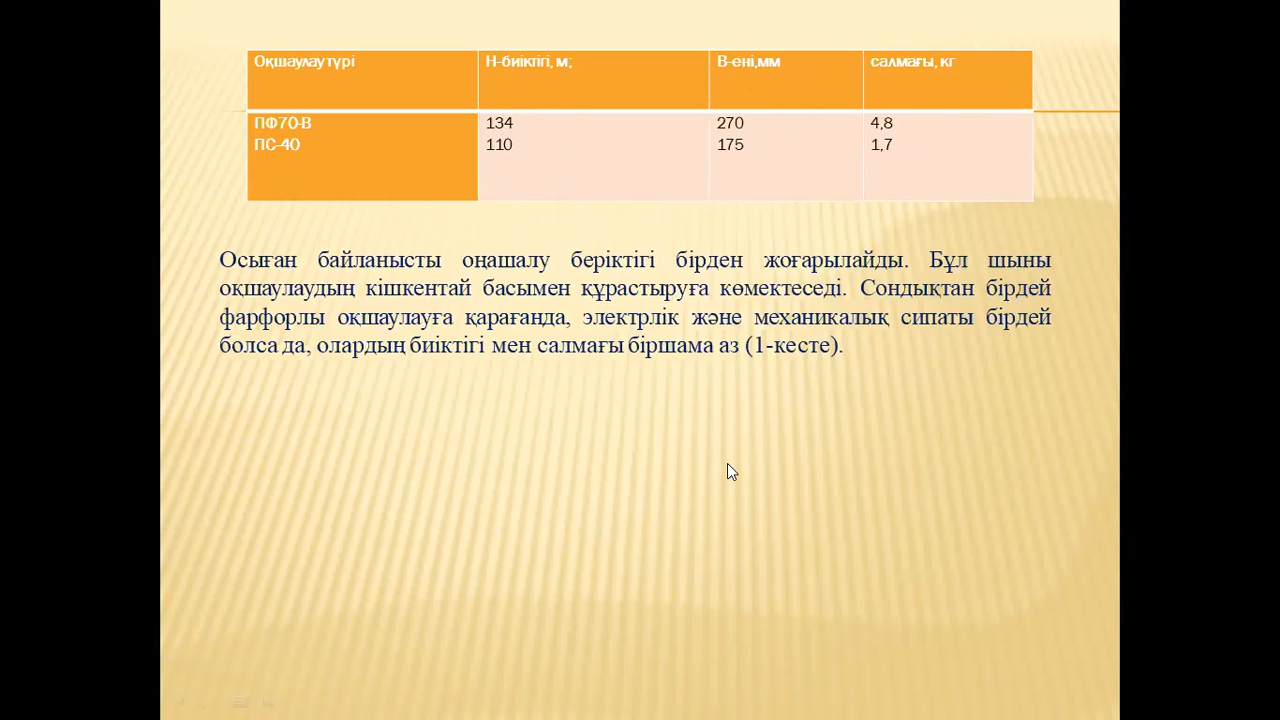 Оқшаулау түрі Н-биіктігі, м; В-ені,мм салмағы, кг
ПФ70-В 134 270 4,8
ПС-40 110 175 1,7
Осыған байланысты оңашалу беріктігі бірден жоғарылайды. Бұл шыны
оқшаулаудың кішкентай басымен құрастыруға көмектеседі. Сондықтан бірдей
фарфорлы оқшаулауға қарағанда, электрлік және механикалық сипаты бірдей
болса да, олардың биіктігі мен салмағы біршама аз (1-кесте).